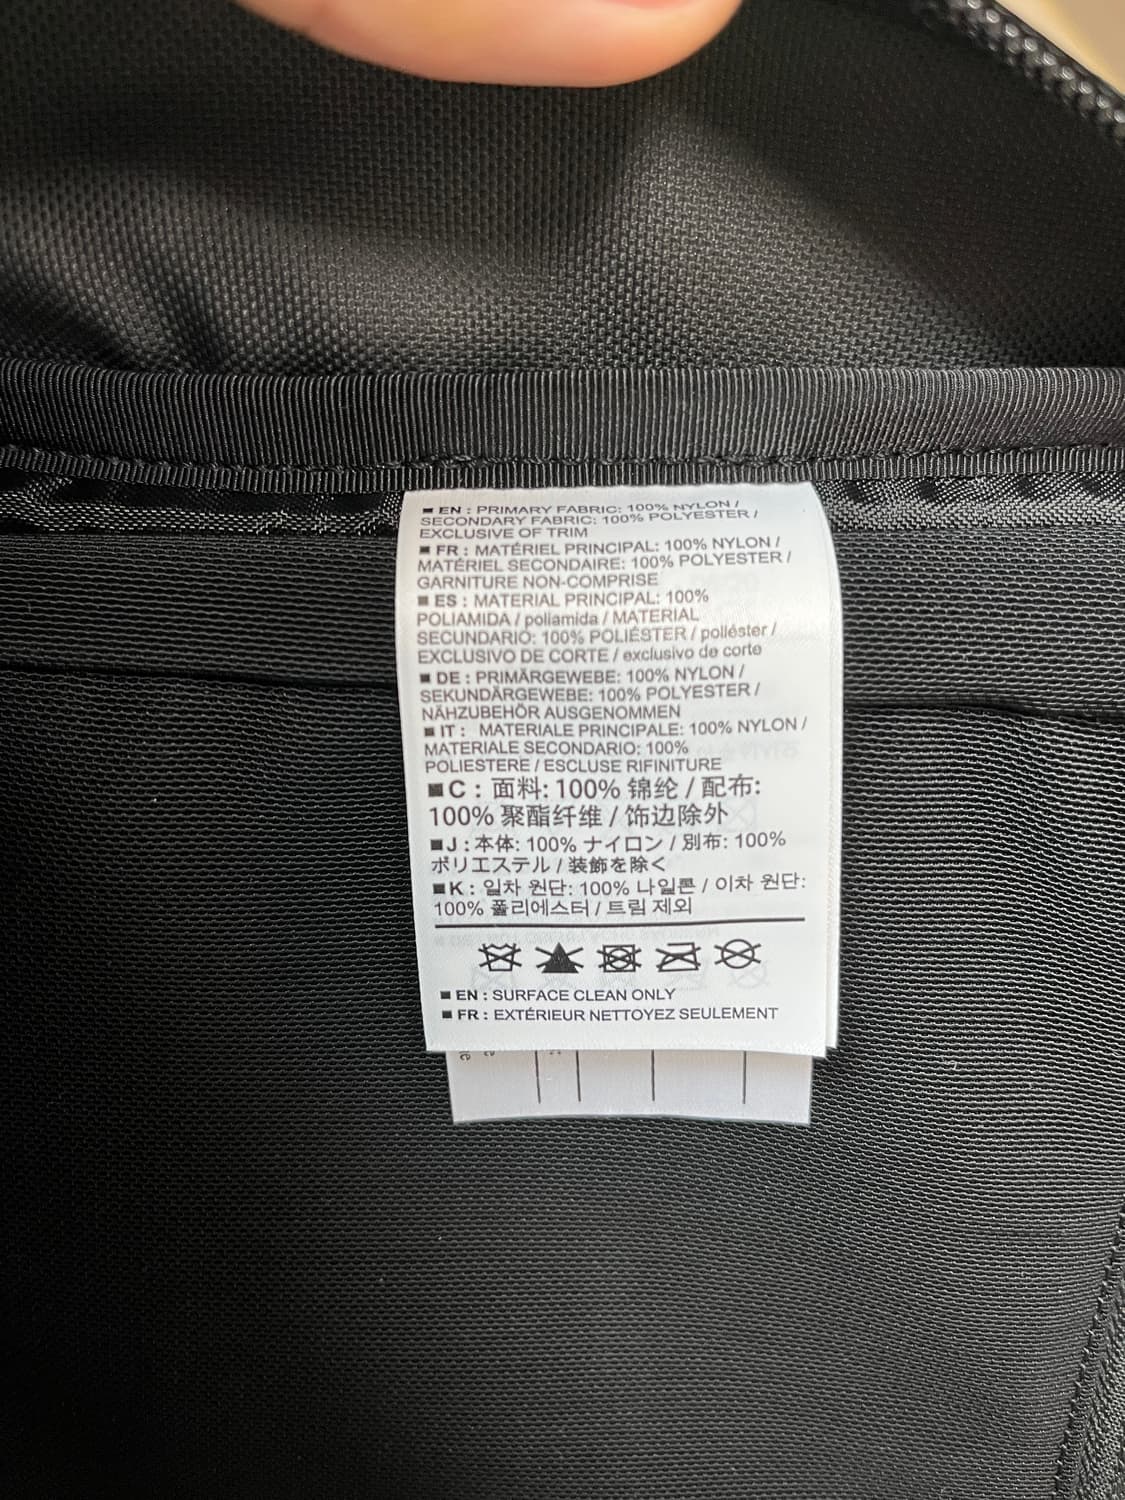 ■ EN : PRIMARY FABRIC: 100% NYLON /
SECONDARY FABRIC: 100% POLYESTER /
EXCLUSIVE OF TRIM
■ FR : MATÉRIEL PRINCIPAL: 100% NYLON /
MATÉRIEL SECONDAIRE: 100% POLYESTER /
GARNITURE NON-COMPRISE
■ ES : MATERIAL PRINCIPAL: 100%
POLIAMIDA / poliamida / MATERIAL
SECUNDARIO: 100% POLIÉSTER / poliéster /
EXCLUSIVO DE CORTE / exclusivo de corte
■ DE : PRIMÄRGEWEBE: 100% NYLON /
SEKUNDÄRGEWEBE: 100% POLYESTER /
NÄHZUBEHÖR AUSGENOMMEN
■ IT : MATERIALE PRINCIPALE: 100% NYLON /
MATERIALE SECONDARIO: 100%
POLIESTERE / ESCLUSE RIFINITURE
■ C : 面料: 100% 锦纶 / 配布:
100% 聚酯纤维 / 饰边除外
■ J : 本体: 100% ナイロン / 別布: 100%
ポリエステル / 装飾を除く
■ K : 일차 원단: 100% 나일론 / 이차 원단:
100% 폴리에스터 / 트림 제외
■ EN : SURFACE CLEAN ONLY
■ FR : EXTÉRIEUR NETTOYEZ SEULEMENT